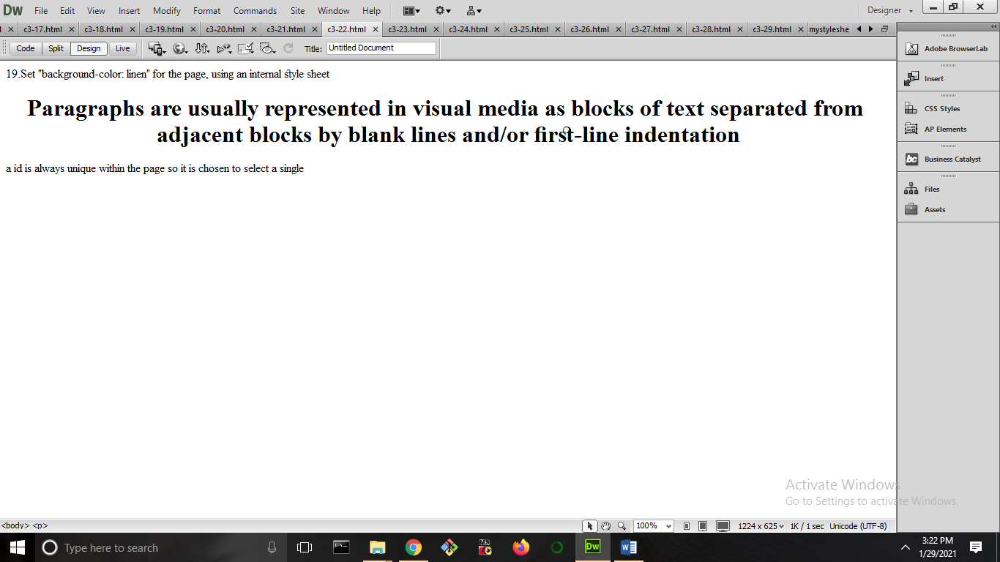 Dw File Edit View Insert Modify Format Commands Site Window Help Designer
l c3-17.html c3-18.html c3-19.html c3-20.html c3-21.html c3-22.html c3-23.html c3-24.html c3-25.html c3-26.html c3-27.html c3-28.html c3-29.html mystyleshe
Code Split Design Live Title: Untitled Document
Adobe BrowserLab
Insert
CSS Styles
AP Elements
bc Business Catalyst
Files
Assets
19.Set "background-color: linen" for the page, using an internal style sheet
Paragraphs are usually represented in visual media as blocks of text separated from
adjacent blocks by blank lines and/or first-line indentation
a id is always unique within the page so it is chosen to select a single
Activate Windows
Go to Settings to activate Windows.
<body> <p> 100% 1224 x 625 1K / 1 sec Unicode (UTF-8)
Type here to search Dw W 3:22 PM
1/29/2021